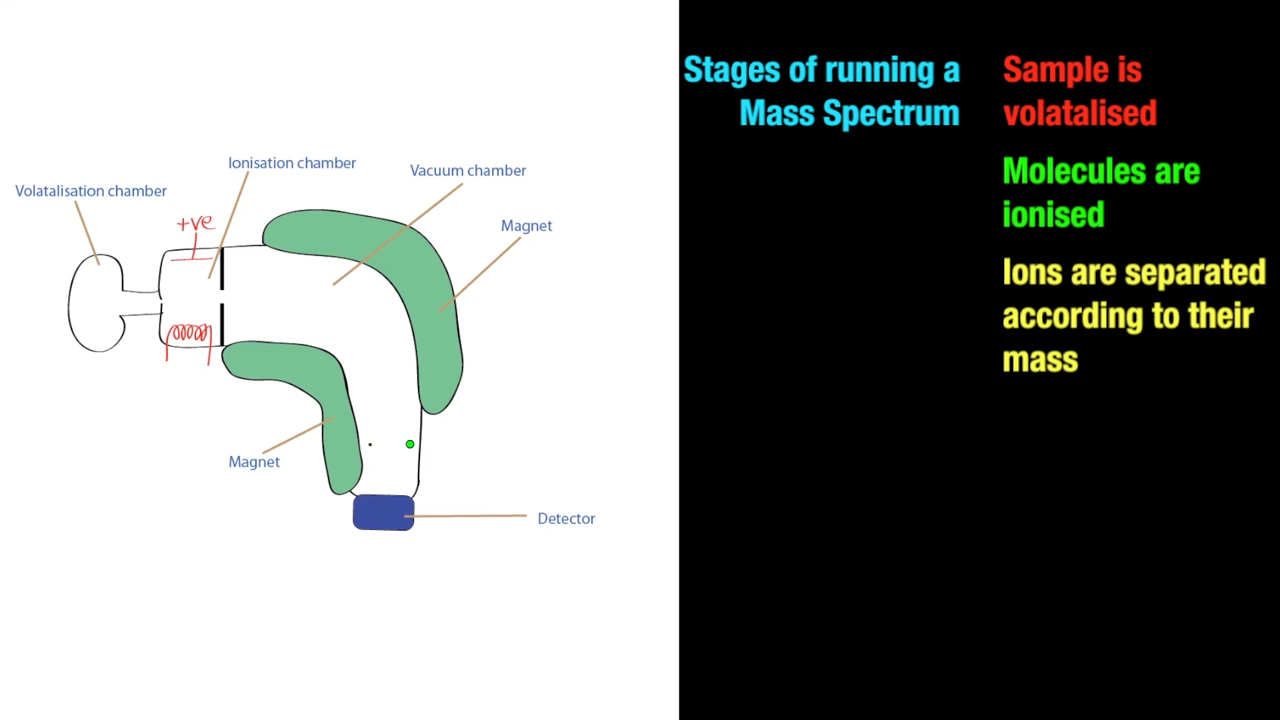 Stages of running a
Mass Spectrum
Sample is
volatalised
Molecules are
ionised
Ions are separated
according to their
mass
Ionisation chamber
Vacuum chamber
Volatalisation chamber
+ve
Magnet
Magnet
Detector